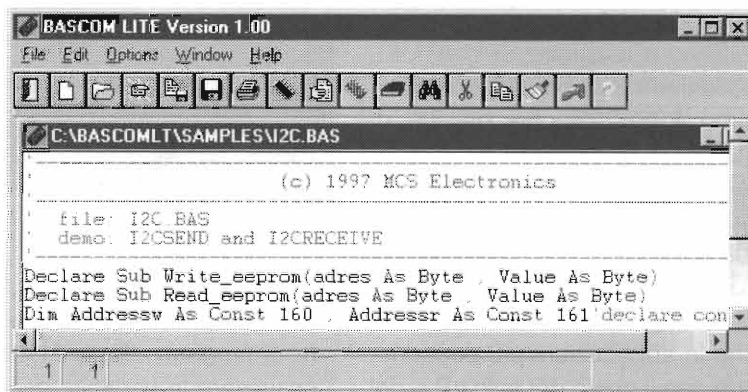 BASCOM LITE Version 1.00
File Edit Options Window Help
C:\BASCOMLT\SAMPLES\I2C.BAS
(c) 1997 MCS Electronics
file: I2C.BAS
demo: I2CSEND and I2CRECEIVE
Declare Sub Write_eeprom(adres As Byte , Value As Byte)
Declare Sub Read_eeprom(adres As Byte , Value As Byte)
Dim Addressw As Const 160 , Addressr As Const 161'declare con
1 1